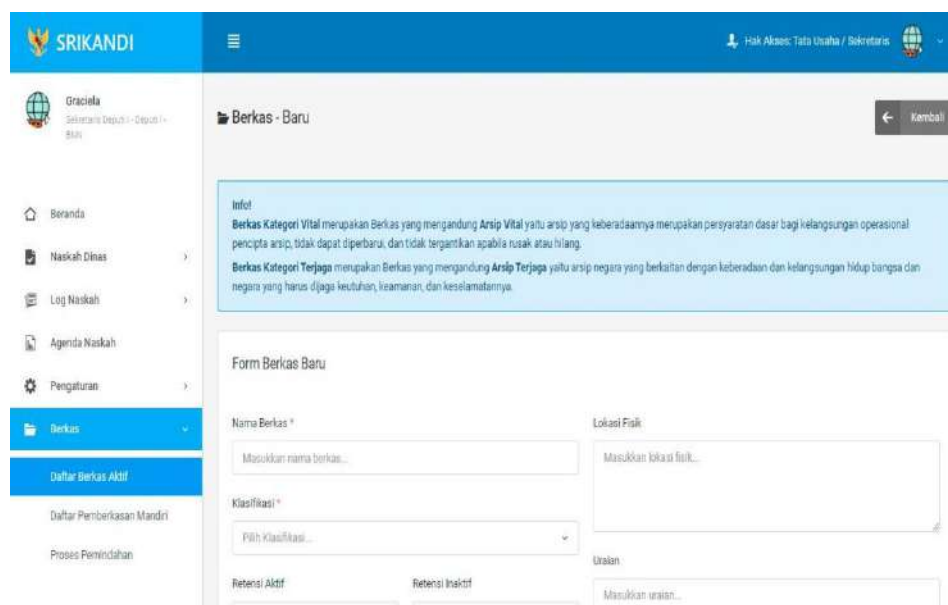 SRIKANDI
Hak Akses: Tata Usaha / Sekretaris
Graciela
Sekretaris Deputi I - Deputi I -
Berkas - Baru
Kembali
Info!
Berkas Kategori Vital merupakan Berkas yang mengandung Arsip Vital yaitu arsip yang keberadaannya merupakan persyaratan dasar bagi kelangsungan operasional
pencipta arsip, tidak dapat diperbarui, dan tidak tergantikan apabila rusak atau hilang.
Berkas Kategori Terjaga merupakan Berkas yang mengandung Arsip Terjaga yaitu arsip negara yang berkaitan dengan keberadaan dan kelangsungan hidup bangsa dan
negara yang harus dijaga keutuhan, keamanan, dan keselamatannya.
Beranda
Naskah Dinas
Log Naskah
Agenda Naskah
Pengaturan
Berkas
Daftar Berkas Aktif
Daftar Pemberkasan Mandiri
Proses Pemindahan
Form Berkas Baru
Nama Berkas *
Masukkan nama berkas...
Klasifikasi *
Pilih Klasifikasi...
Retensi Aktif
Retensi Inaktif
Lokasi Fisik
Masukkan lokasi fisik...
Uraian
Masukkan uraian...